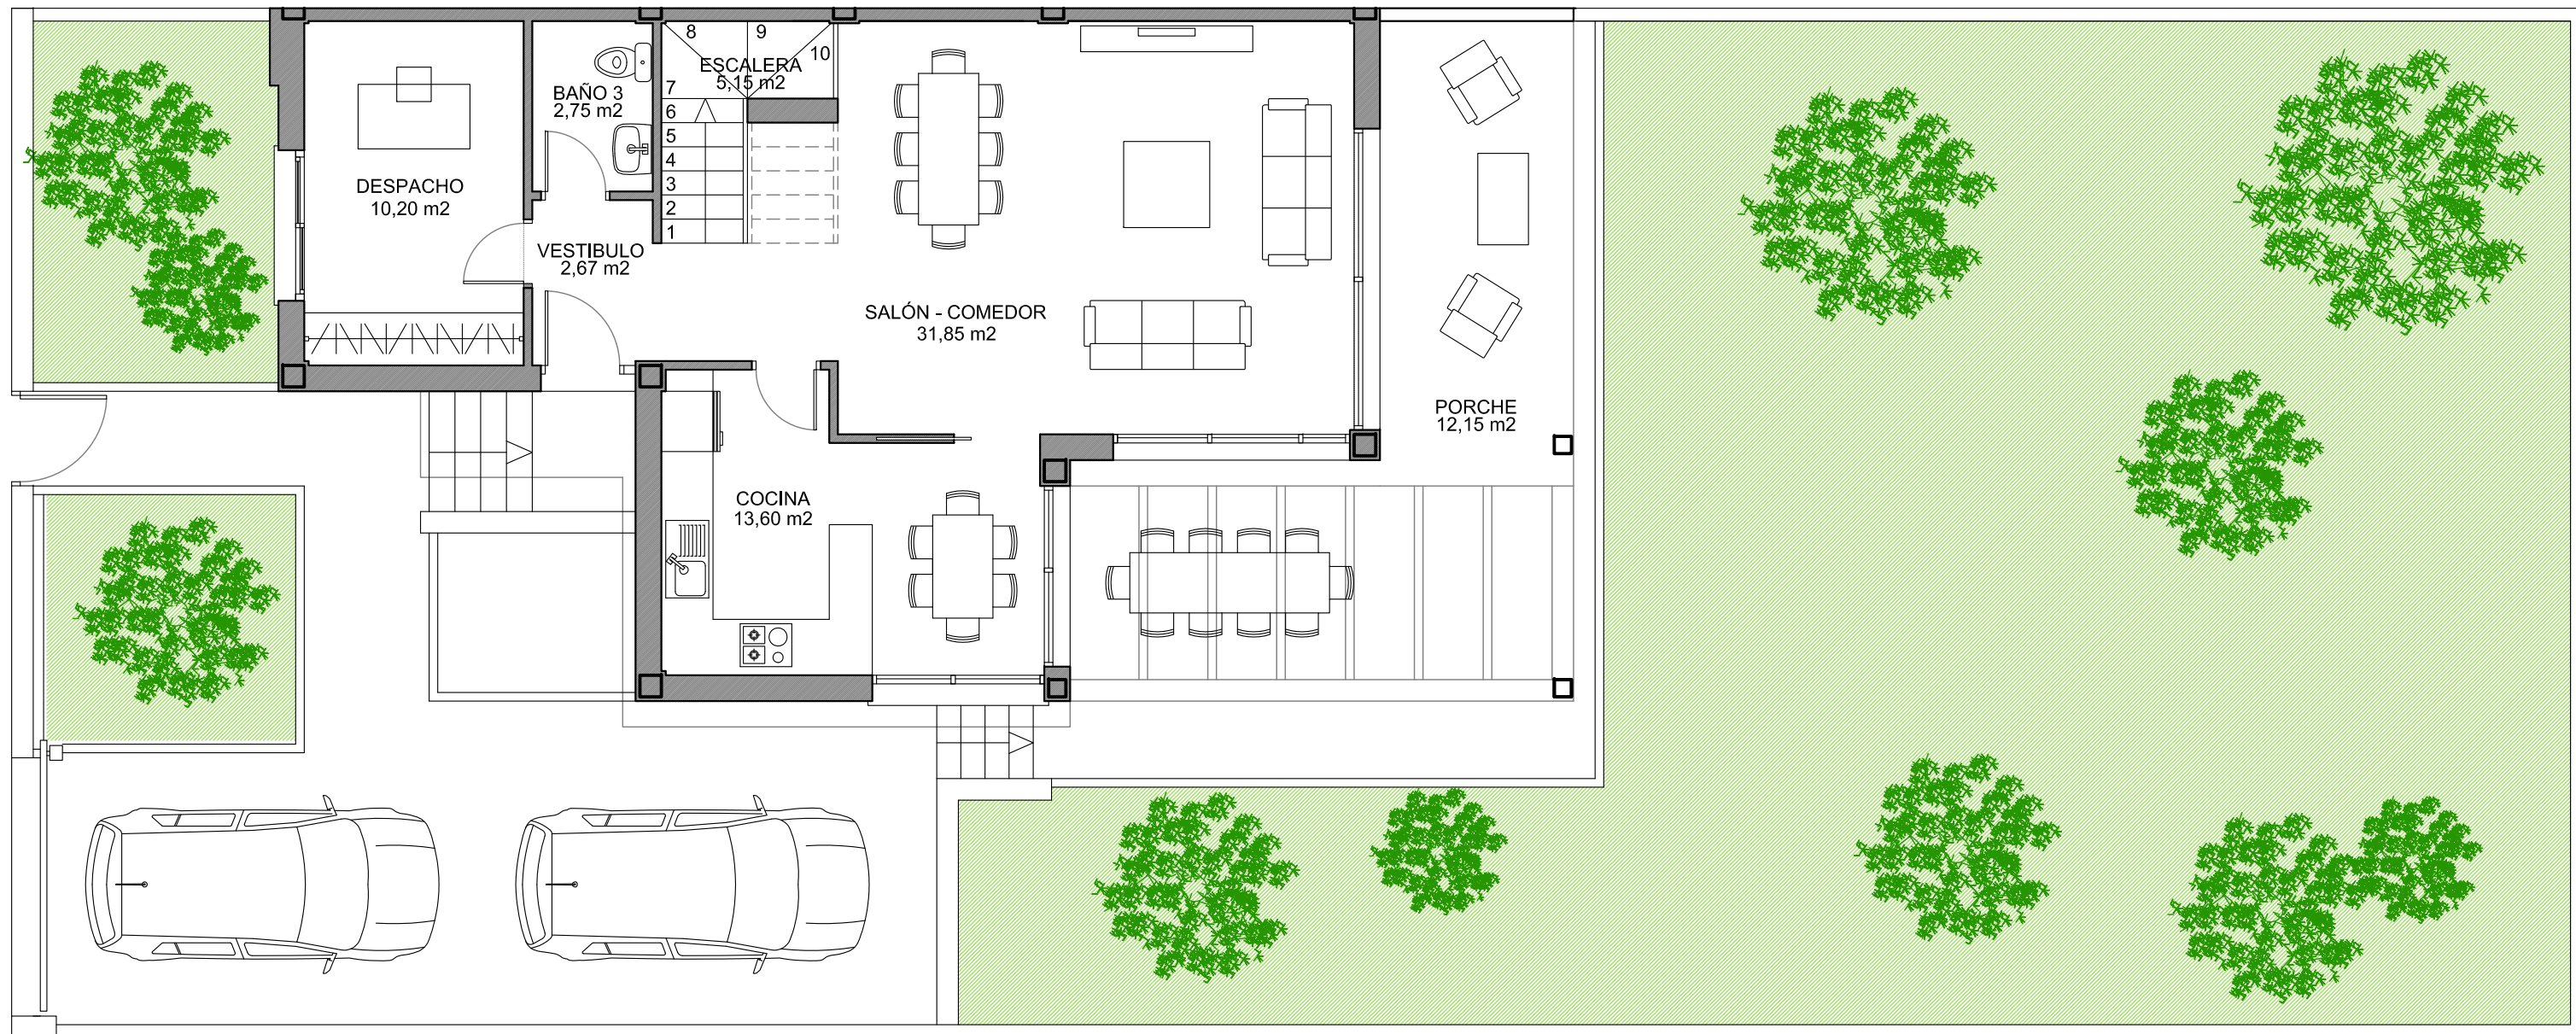 DESPACHO
10,20 m2
BAÑO 3
2,75 m2
8
9
10
ESCALERA
5,15 m2
7
6
5
4
3
2
1
VESTIBULO
2,67 m2
SALÓN - COMEDOR
31,85 m2
PORCHE
12,15 m2
COCINA
13,60 m2